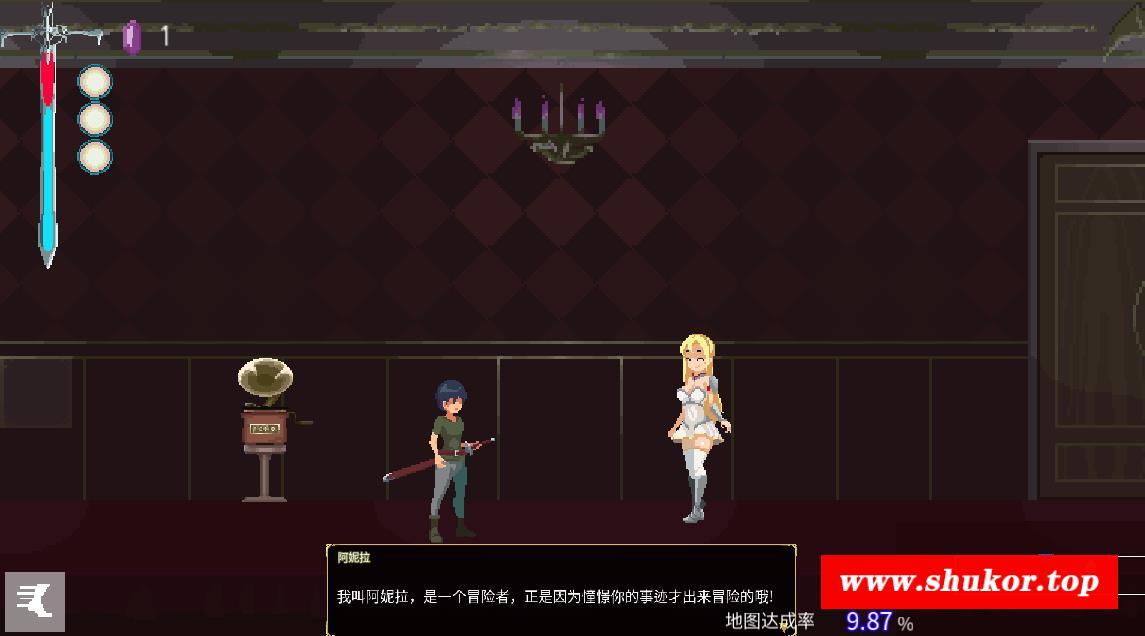 1
阿妮拉
我叫阿妮拉，是一个冒险者，正是因为憧憬你的事迹才出来冒险的哦!
www.shukor.top
地图达成率 9.87 %